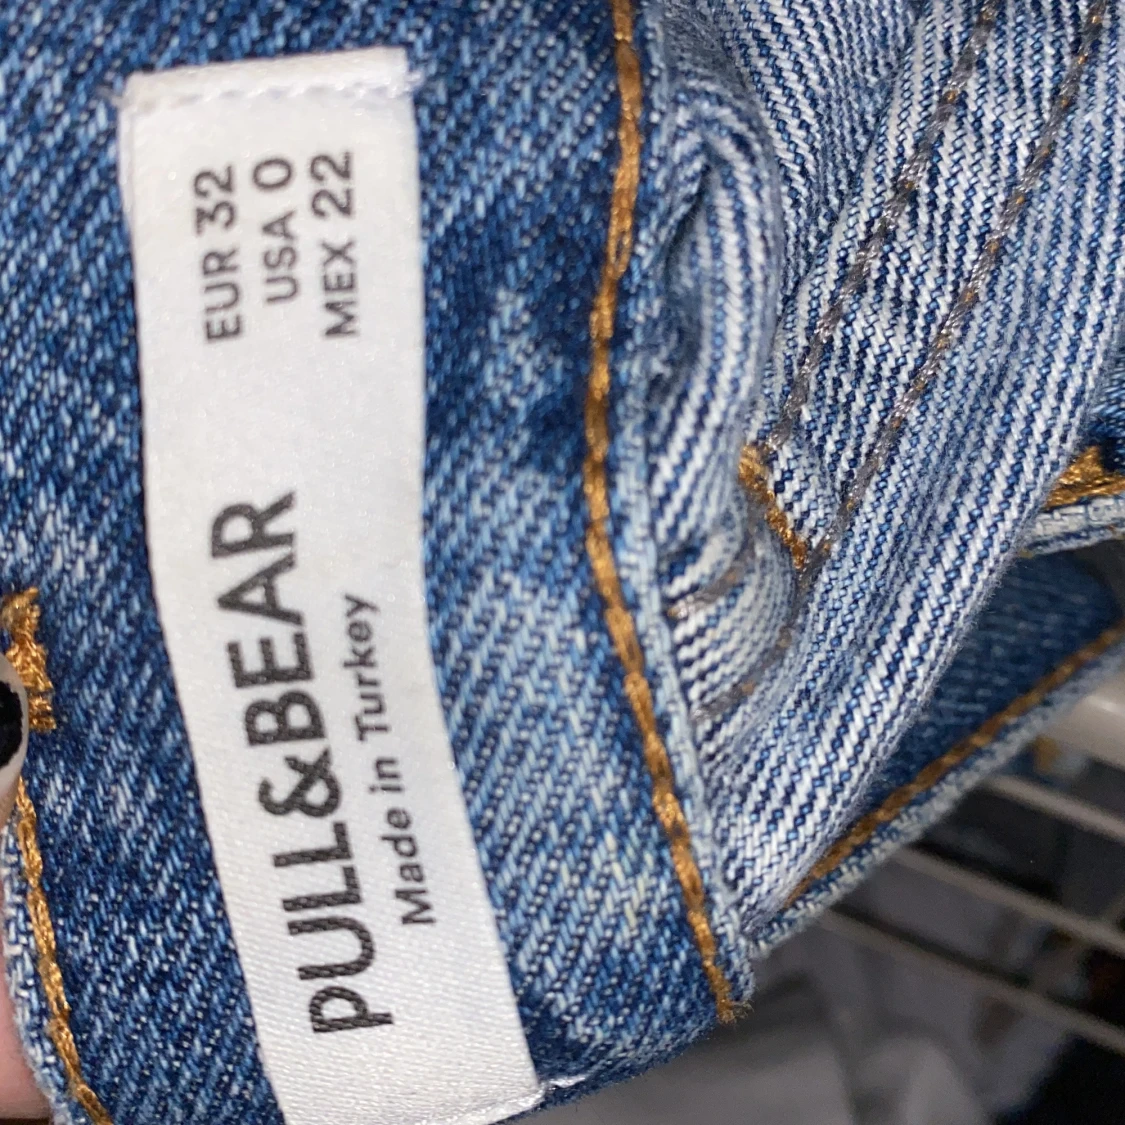 PULL&BEAR
Made in Turkey
EUR 32
USA 0
MEX 22